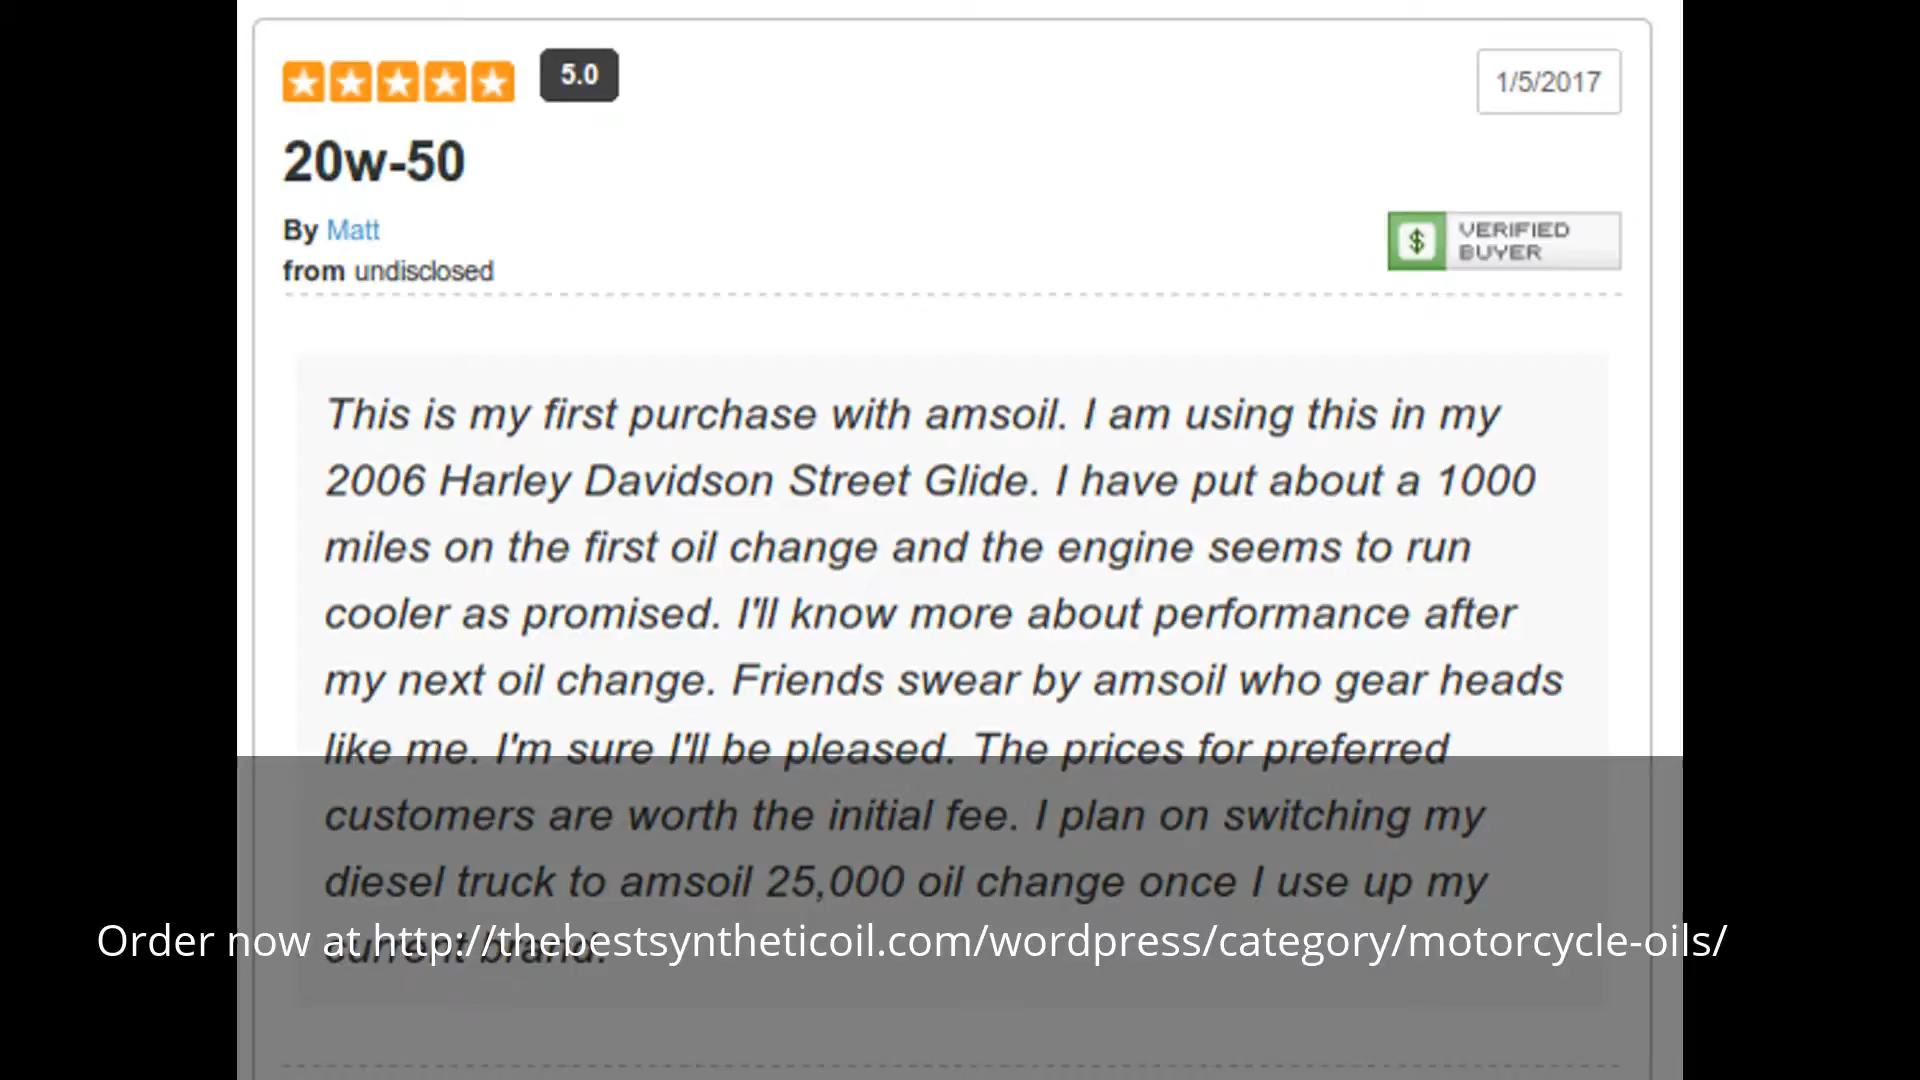 5.0
1/5/2017
20w-50
By Matt
VERIFIED
BUYER
from undisclosed
This is my first purchase with amsoil. I am using this in my
2006 Harley Davidson Street Glide. I have put about a 1000
miles on the first oil change and the engine seems to run
cooler as promised. I'll know more about performance after
my next oil change. Friends swear by amsoil who gear heads
like me. I'm sure I'll be pleased. The prices for preferred
customers are worth the initial fee. I plan on switching my
diesel truck to amsoil 25,000 oil change once I use up my
current brand.
Order now at http://thebestsyntheticoil.com/wordpress/category/motorcycle-oils/